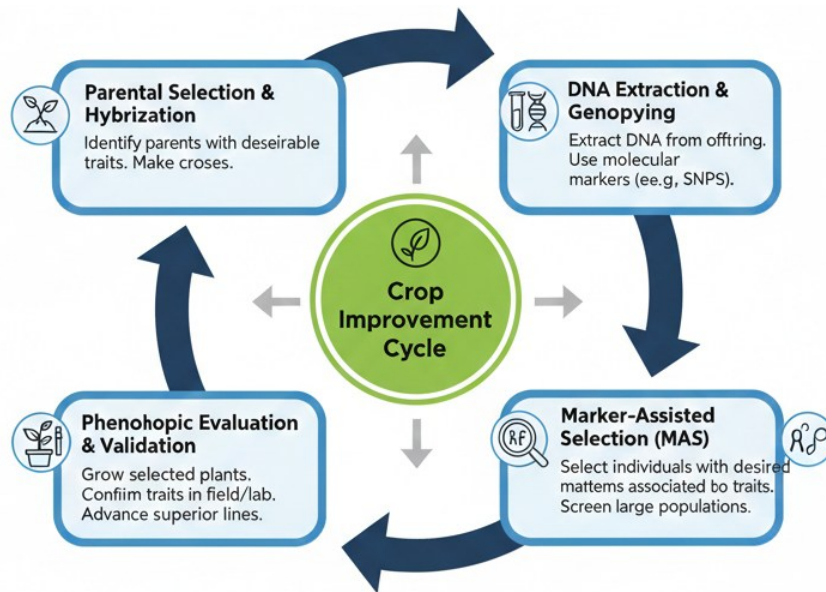 Parental Selection &
Hybrization
Identify parents with deseirable
traits. Make croses.
DNA Extraction &
Genopying
Extract DNA from offtring.
Use molecular
markers (ee.g, SNPS).
Crop
Improvement
Cycle
Phenohopic Evaluation
& Validation
Grow selected plants.
Confiim traits in field/lab.
Advance superior lines.
Marker-Assisted
Selection (MAS)
Select individuals with desired
mattems associated bo traits.
Screen large populations.